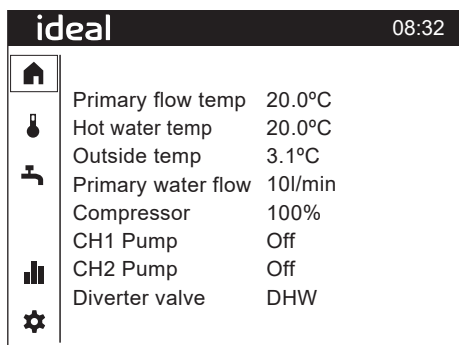 ideal 08:32
Primary flow temp 20.0ºC
Hot water temp 20.0ºC
Outside temp 3.1ºC
Primary water flow 10l/min
Compressor 100%
CH1 Pump Off
CH2 Pump Off
Diverter valve DHW